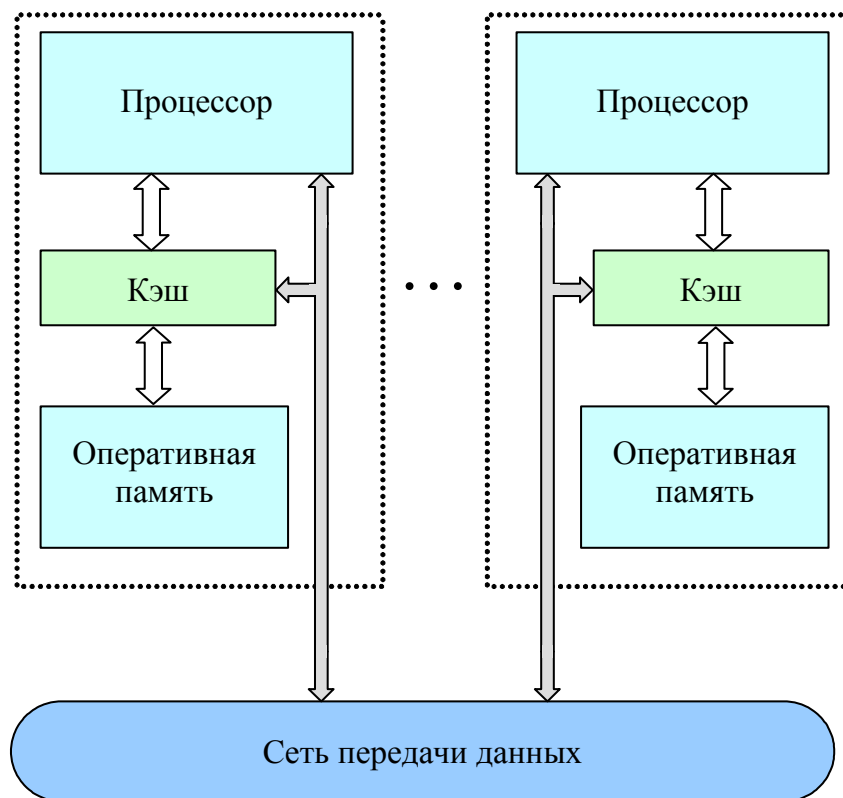 Процессор
Процессор
Кэш
. . .
Кэш
Оперативная
память
Оперативная
память
Сеть передачи данных